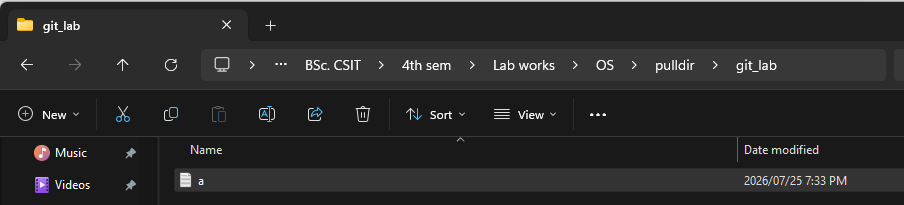 git_lab
BSc. CSIT 4th sem Lab works OS pulldir git_lab
New Sort View
Name Date modified
Music
a 2026/07/25 7:33 PM
Videos